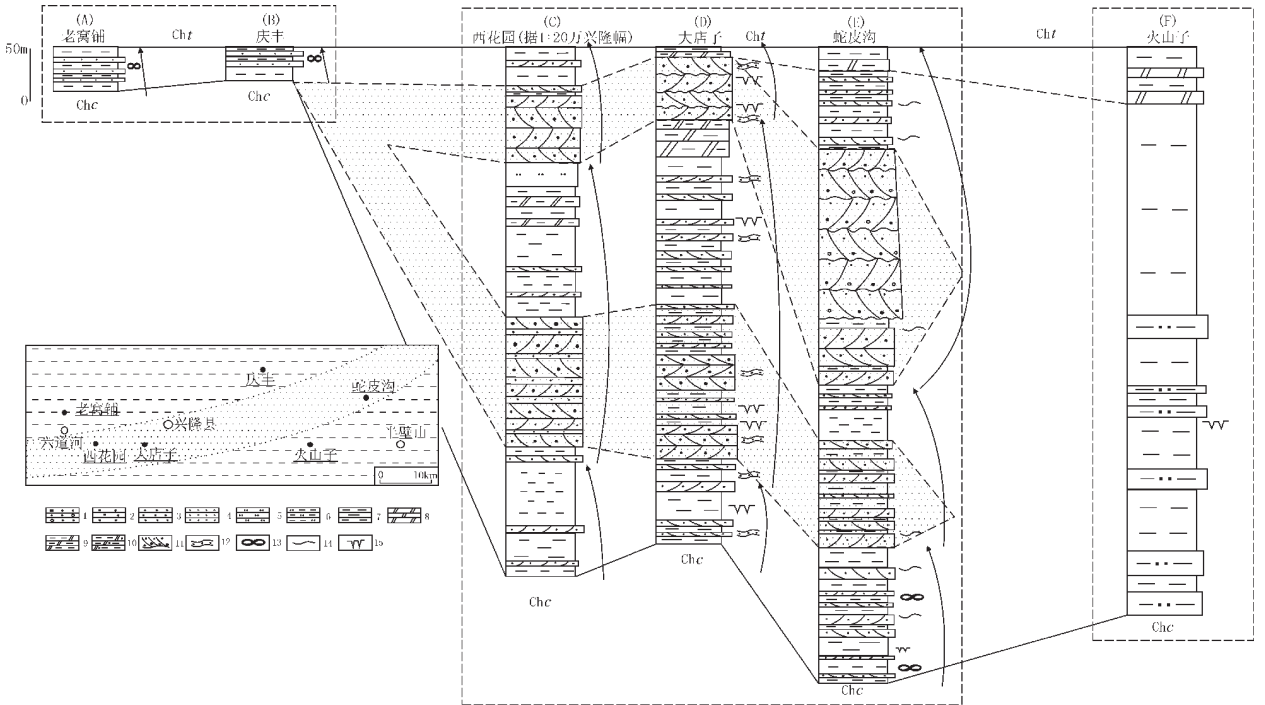 (A)
老窝铺
(B)
庆丰
(C)
西花园(据1:20万兴隆幅)
(D)
大店子
(E)
蛇皮沟
(F)
火山子
Cht
Cht
Cht
50m
0
Chc
Chc
Chc
Chc
Chc
Chc
庆丰
蛇皮沟
老窝铺
兴隆县
六道河
西花园
大店子
火山子
半壁山
0 10km
1 2 3 4 5 6 7 8
9 10 11 12 13 14 15